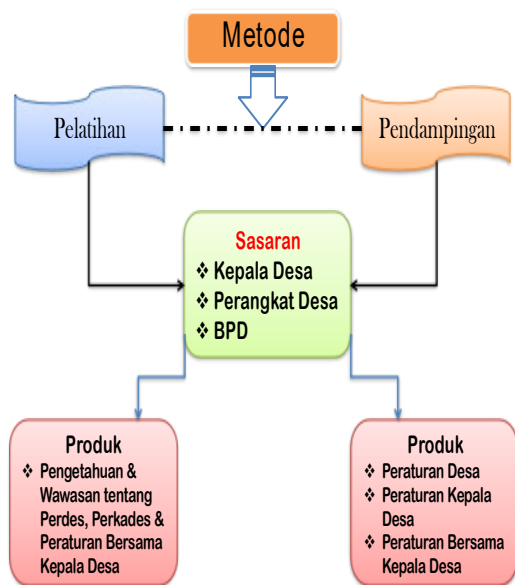 Metode
Pelatihan
Pendampingan
Sasaran
❖ Kepala Desa
❖ Perangkat Desa
❖ BPD
Produk
❖ Pengetahuan &
Wawasan tentang
Perdes, Perkades &
Peraturan Bersama
Kepala Desa
Produk
❖ Peraturan Desa
❖ Peraturan Kepala
Desa
❖ Peraturan Bersama
Kepala Desa